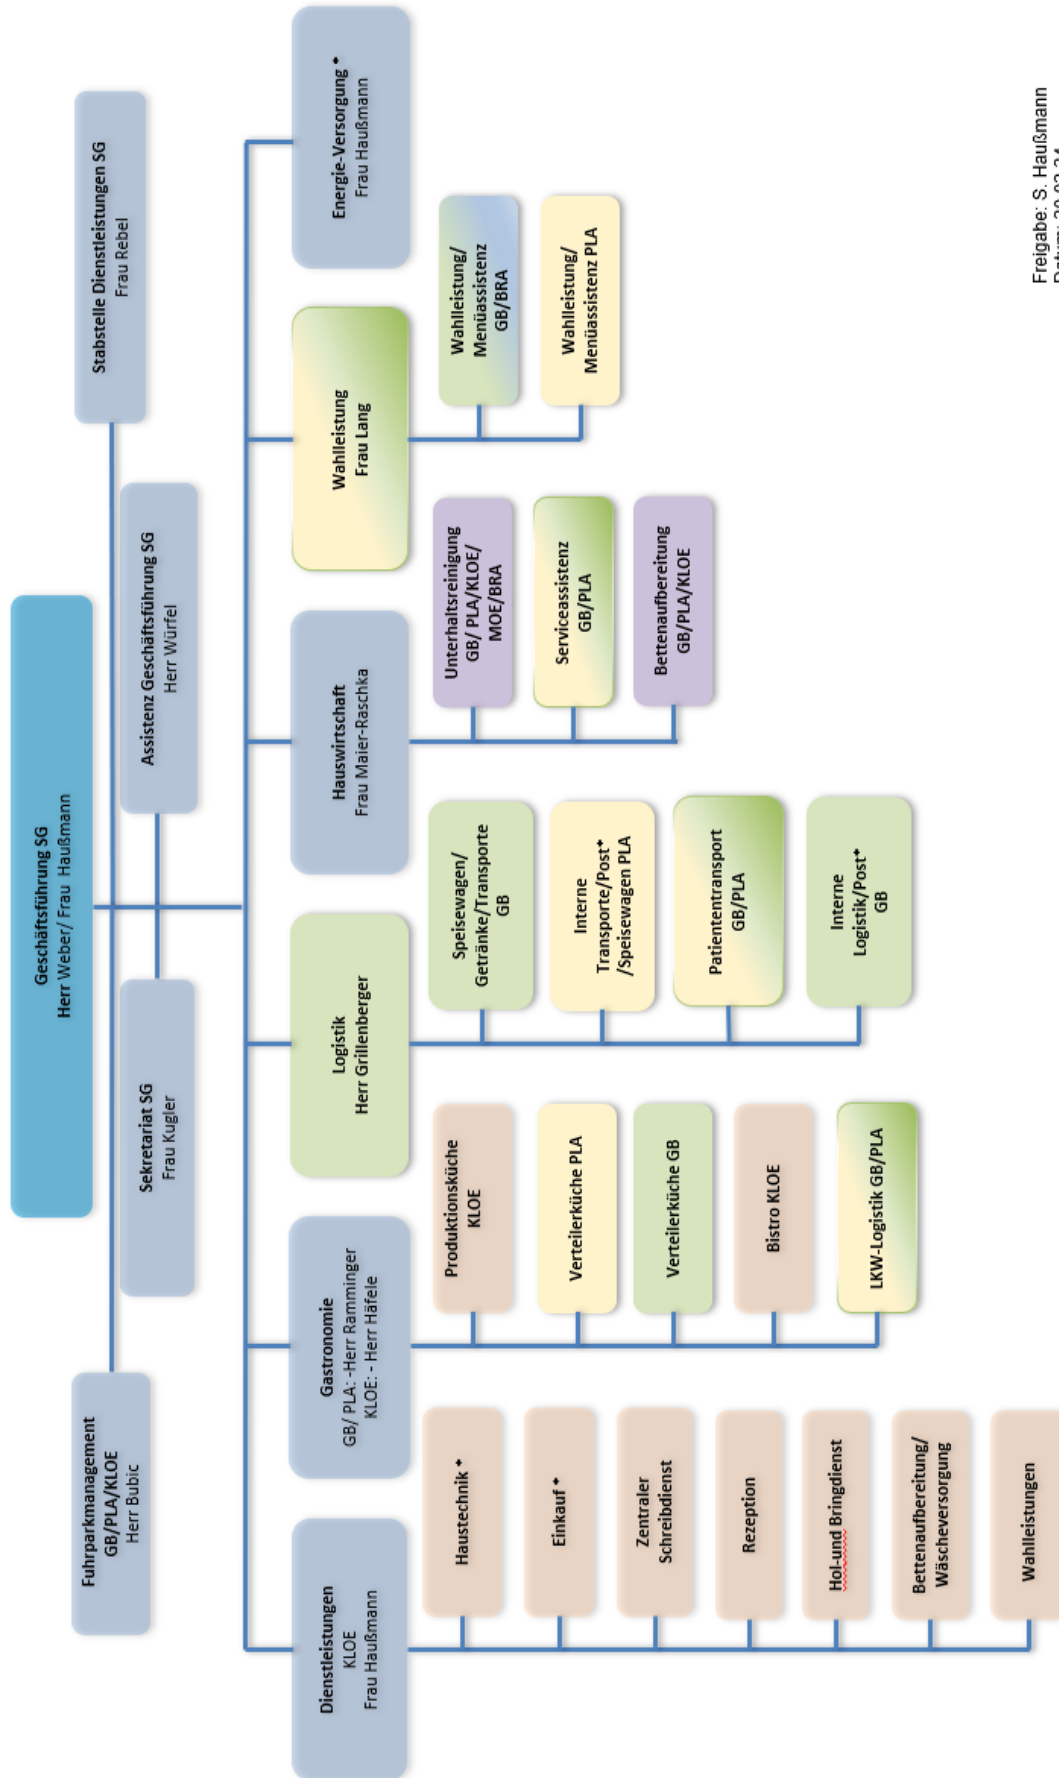 Geschäftsführung SG
Herr Weber/ Frau Haußmann
Fuhrparkmanagement
GB/PLA/KLOE
Herr Bubic
Stabstelle Dienstleistungen SG
Frau Rebel
Sekretariat SG
Frau Kugler
Assistenz Geschäftsführung SG
Herr Würfel
Dienstleistungen
KLOE
Frau Haußmann
Haustechnik *
Einkauf *
Zentraler
Schreibdienst
Rezeption
Hol-und Bringdienst
Bettenaufbereitung/
Wäscheversorgung
Wahlleistungen
Gastronomie
GB/ PLA: -Herr Ramminger
KLOE: - Herr Häfele
Produktionsküche
KLOE
Verteilerküche PLA
Verteilerküche GB
Bistro KLOE
LKW-Logistik GB/PLA
Logistik
Herr Grillenberger
Speisewagen/
Getränke/Transporte
GB
Interne
Transporte/Post*
/Speisewagen PLA
Patiententransport
GB/PLA
Interne
Logistik/Post*
GB
Hauswirtschaft
Frau Maier-Raschka
Unterhaltsreinigung
GB/ PLA/KLOE/
MOE/BRA
Serviceassistenz
GB/PLA
Bettenaufbereitung
GB/PLA/KLOE
Wahlleistung
Frau Lang
Wahlleistung/
Menüassistenz
GB/BRA
Wahlleistung/
Menüassistenz PLA
Energie-Versorgung *
Frau Haußmann
Freigabe: S. Haußmann